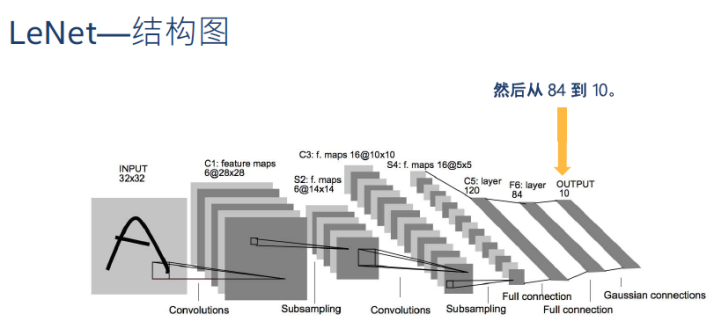 LeNet—结构图
然后从 84 到 10。
INPUT
32x32
C1: feature maps
6@28x28
C3: f. maps 16@10x10
S2: f. maps
6@14x14
S4: f. maps 16@5x5
C5: layer
120
F6: layer
84
OUTPUT
10
Convolutions
Subsampling
Convolutions
Subsampling
Full connection
Full connection
Gaussian connections